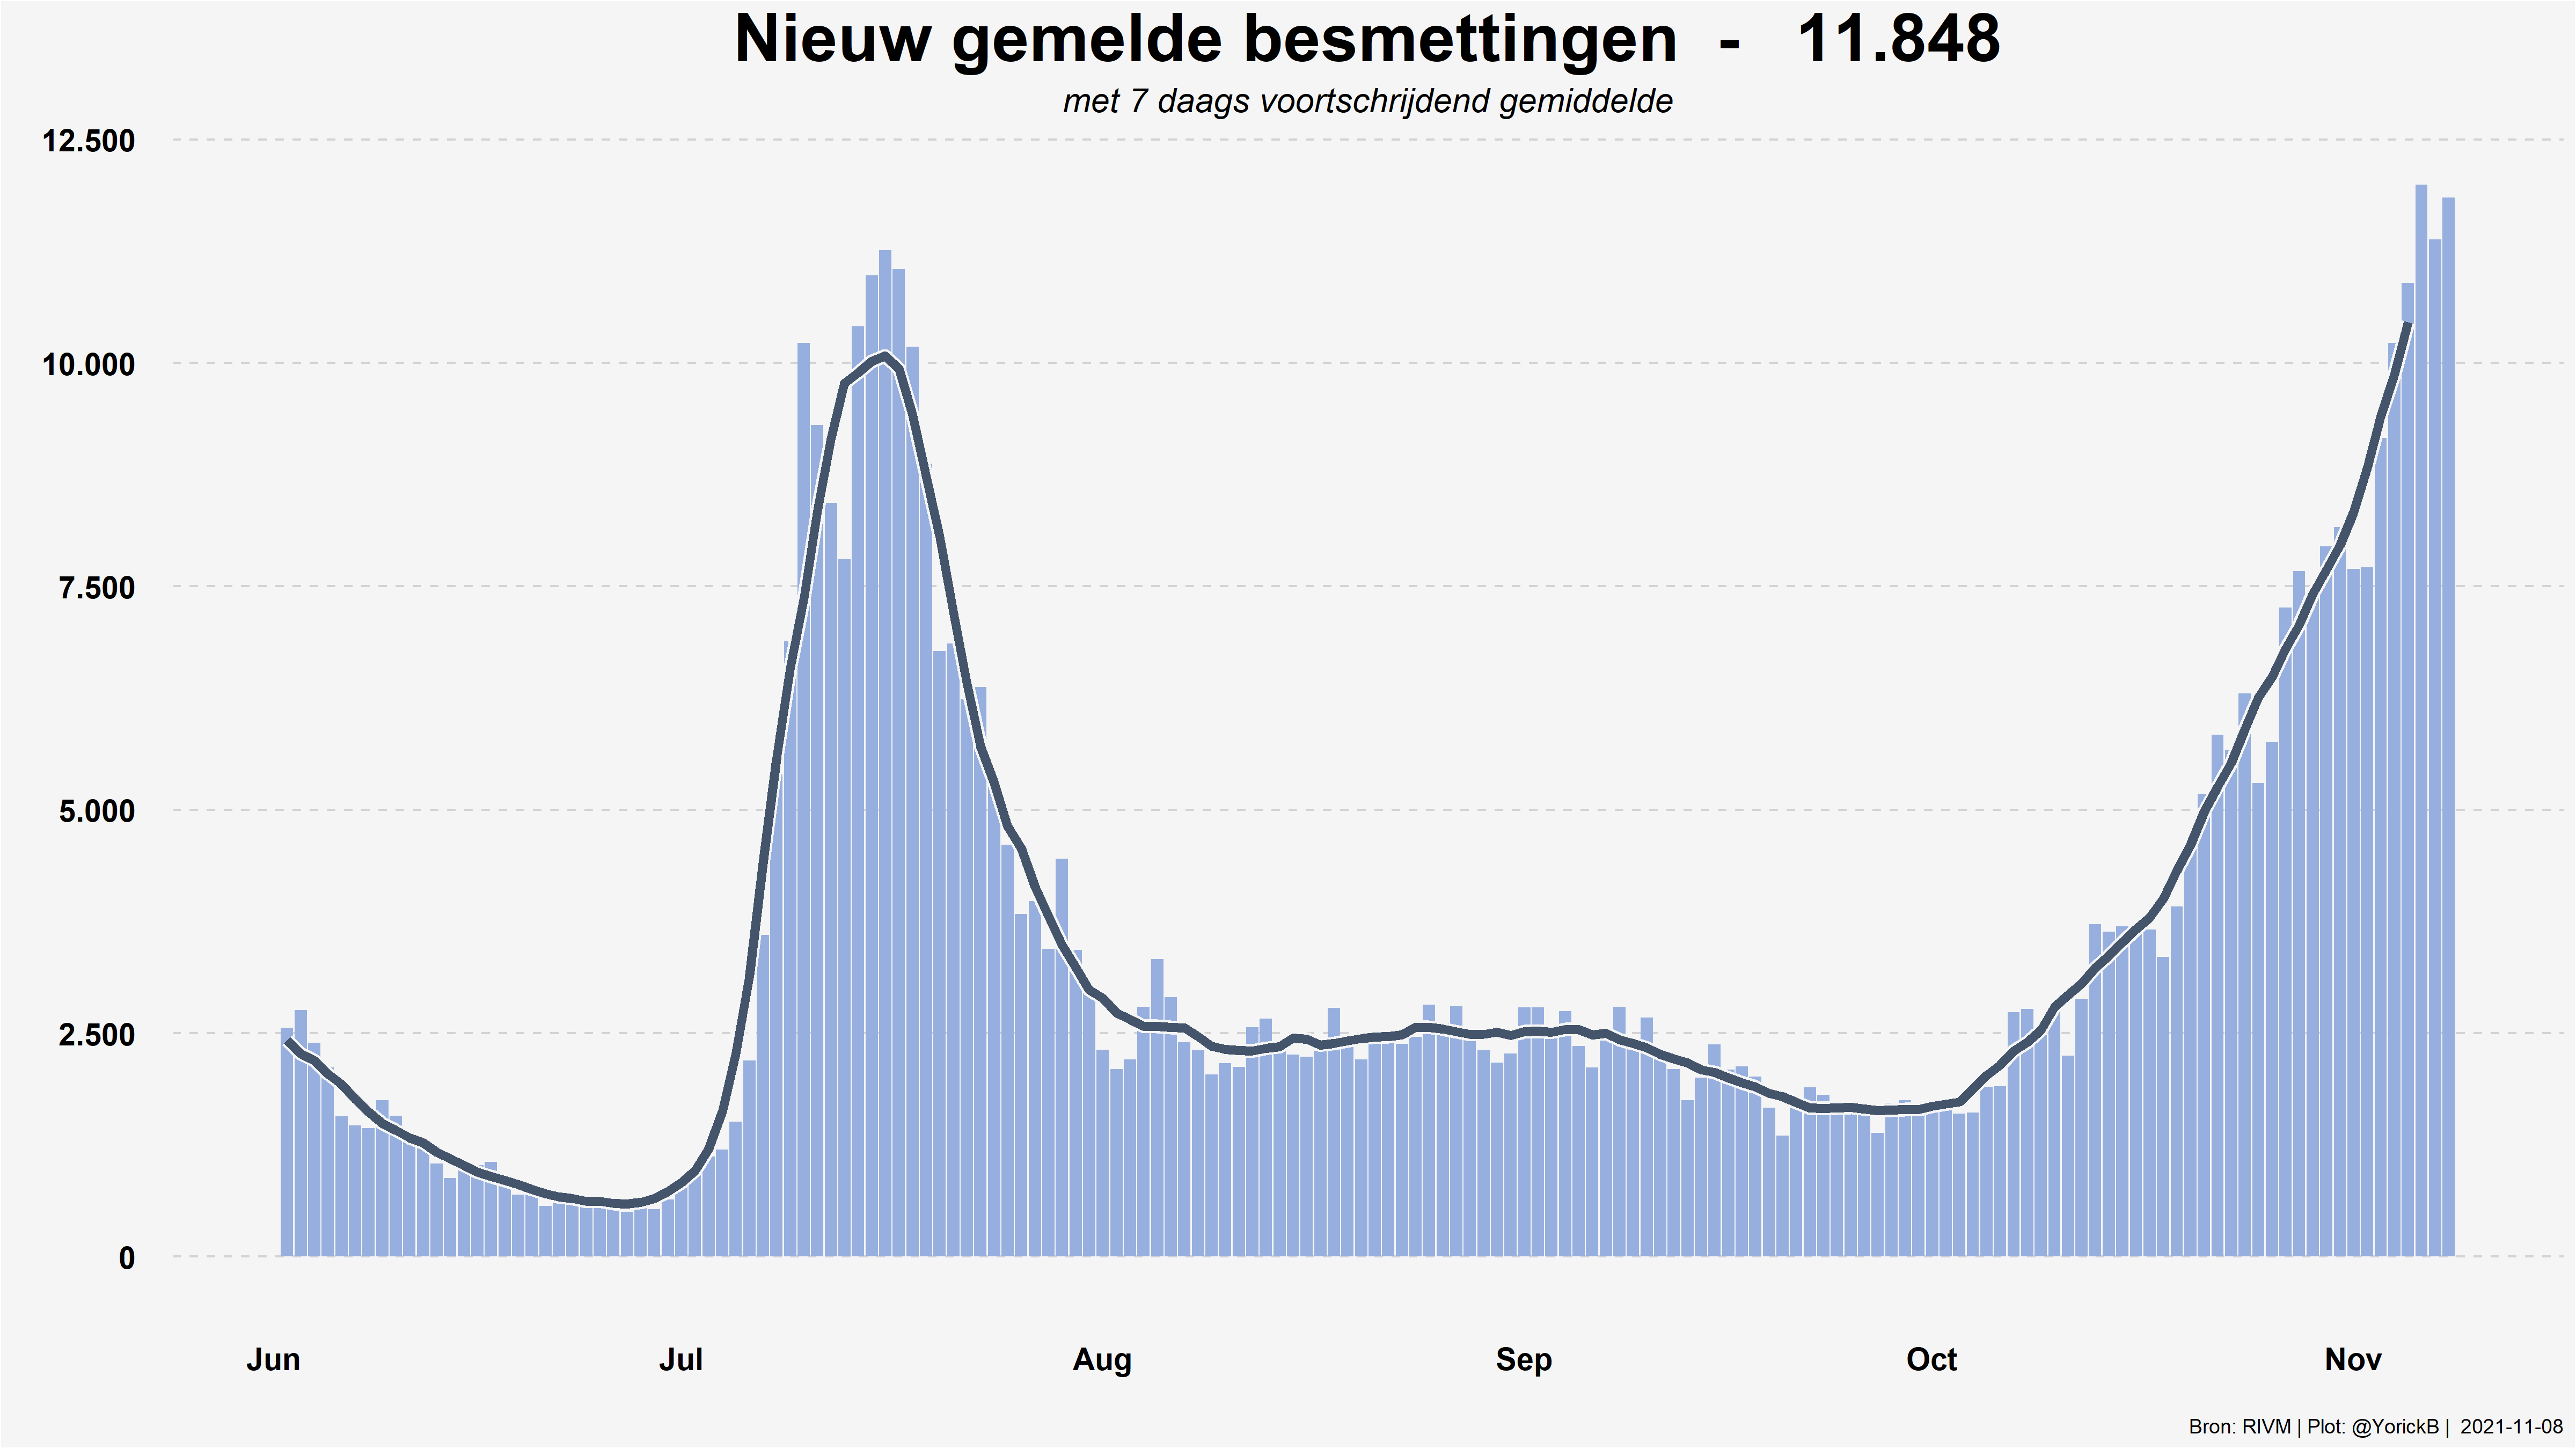 Nieuw gemelde besmettingen - 11.848
met 7 daags voortschrijdend gemiddelde
12.500
10.000
7.500
5.000
2.500
0
Jun Jul Aug Sep Oct Nov
Bron: RIVM | Plot: @YorickB | 2021-11-08